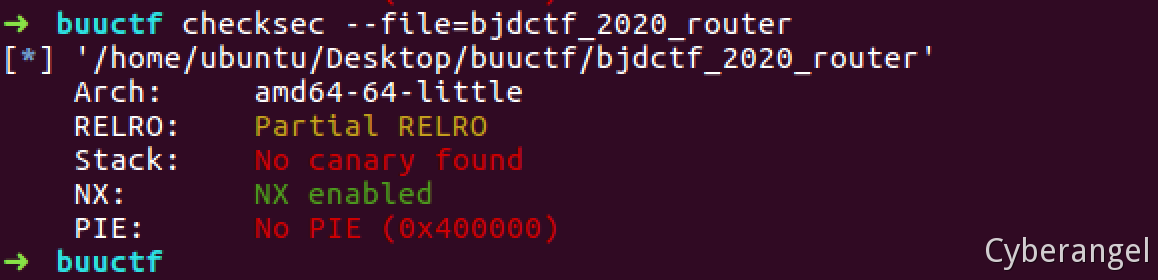 → buuctf checksec --file=bjdctf_2020_router
[*] '/home/ubuntu/Desktop/buuctf/bjdctf_2020_router'
Arch: amd64-64-little
RELRO: Partial RELRO
Stack: No canary found
NX: NX enabled
PIE: No PIE (0x400000)
→ buuctf
Cyberangel